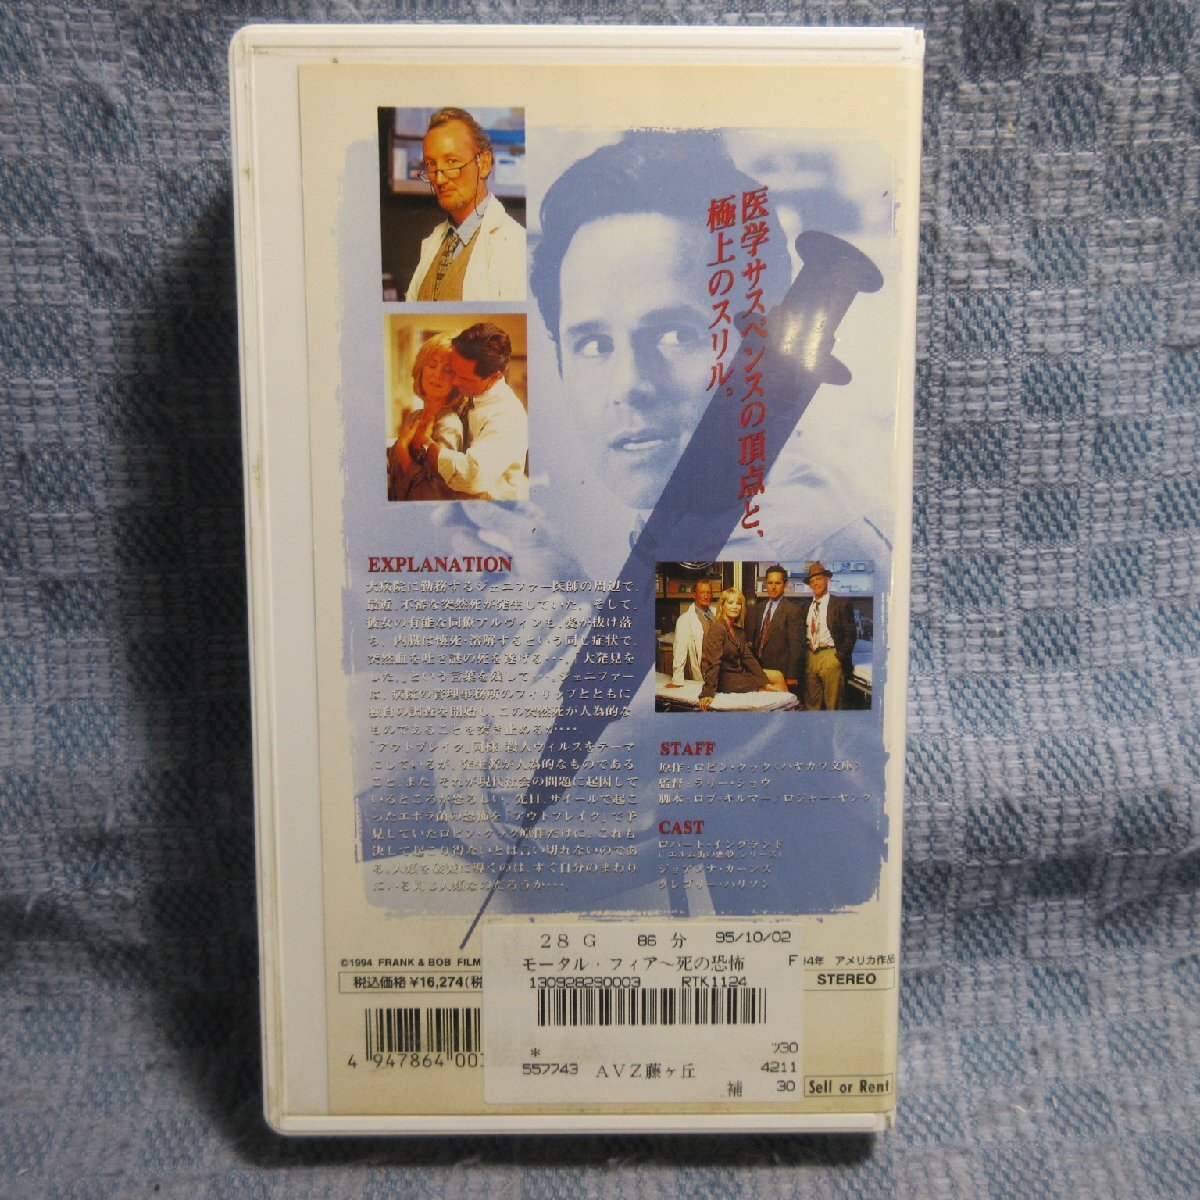 医学サスペンスの頂点と、
極上のスリル。
EXPLANATION
大病院に勤務するジェニファー医師の周辺で、
最近、不審な突然死が発生していた。そして、
彼女の有能な同僚アルヴィンも、髪が抜け落
ち、内臓は壊死・溶解するという同じ症状で、
突然血を吐き謎の死を遂げる・・・、「大発見を
した。」という言葉を残して・・・。ジェニファー
は、病院の管理事務所のフィリップとともに
独自の調査を開始し、この突然死が人為的な
ものであることを突き止めるが・・・・
「アウトブレイク」同様、殺人ウィルスをテーマ
にしているが、発生源が人為的なものである
こと、また、それが現代社会の問題に起因して
いるところが恐ろしい。先日、ザイールで起こ
ったエボラ菌の恐怖を「アウトブレイク」で予
見していたロビン・クック原作だけに、これも
決して起こり得ないとは言い切れないのであ
る。人類を破滅に導くのは、すぐ自分のまわり
にいる同じ人類なのだろうか・・・。
STAFF
原作：ロビン・クック〈ハヤカワ文庫〉
監督：ラリー・ショウ
脚本：ロブ・ギルマー／ロジャー・ヤング
CAST
ロバート・イングランド
(「エルム街の悪夢」シリーズ)
ジョアンナ・カーンズ
グレゴリー・ハリソン
©1994 FRANK & BOB FILM
94年 アメリカ作品
税込価格 ¥16,274(税
STEREO
4 947864 00
28G 86分 95/10/02
モータル・フィア～死の恐怖 F
130928290003 RTK1124
*
557743 AVZ藤ヶ丘 4211
補 30
Sell or Rent